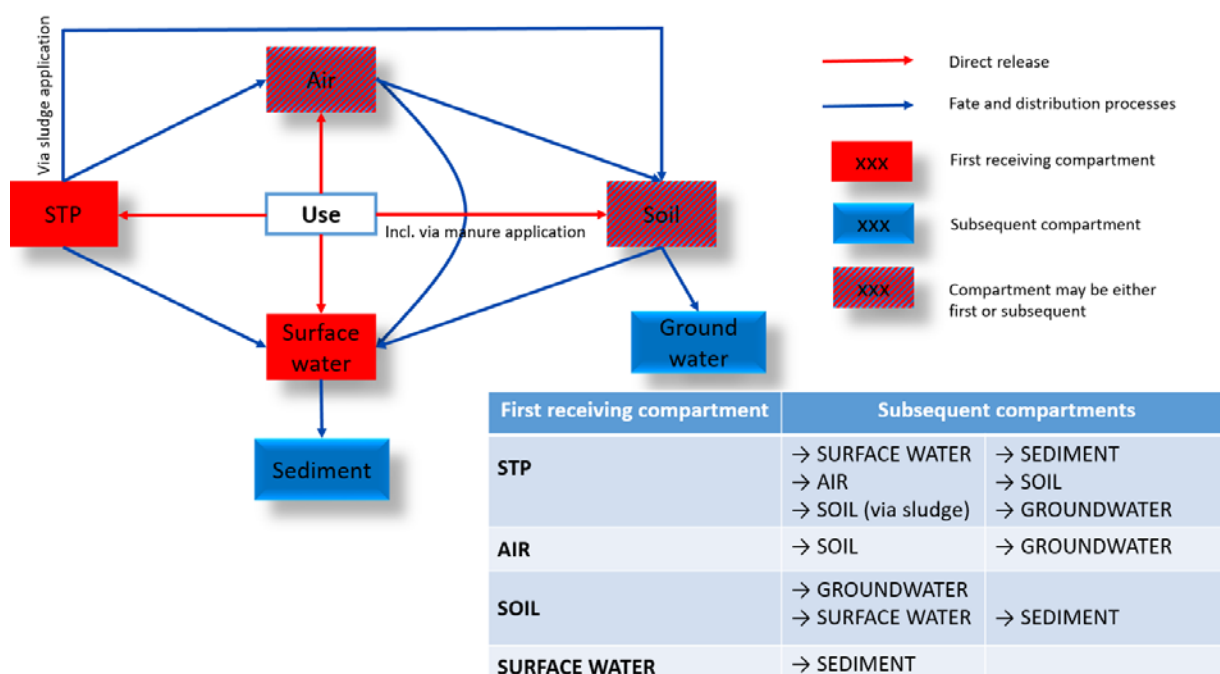 Via sludge application
Air
STP
Use
Incl. via manure application
Soil
Surface
water
Ground
water
Sediment
Direct release
Fate and distribution processes
XXX
First receiving compartment
XXX
Subsequent compartment
XXX
Compartment may be either
first or subsequent
First receiving compartment
Subsequent compartments
STP
→ SURFACE WATER → SEDIMENT
→ AIR → SOIL
→ SOIL (via sludge) → GROUNDWATER
AIR
→ SOIL → GROUNDWATER
SOIL
→ GROUNDWATER
→ SURFACE WATER → SEDIMENT
SURFACE WATER
→ SEDIMENT